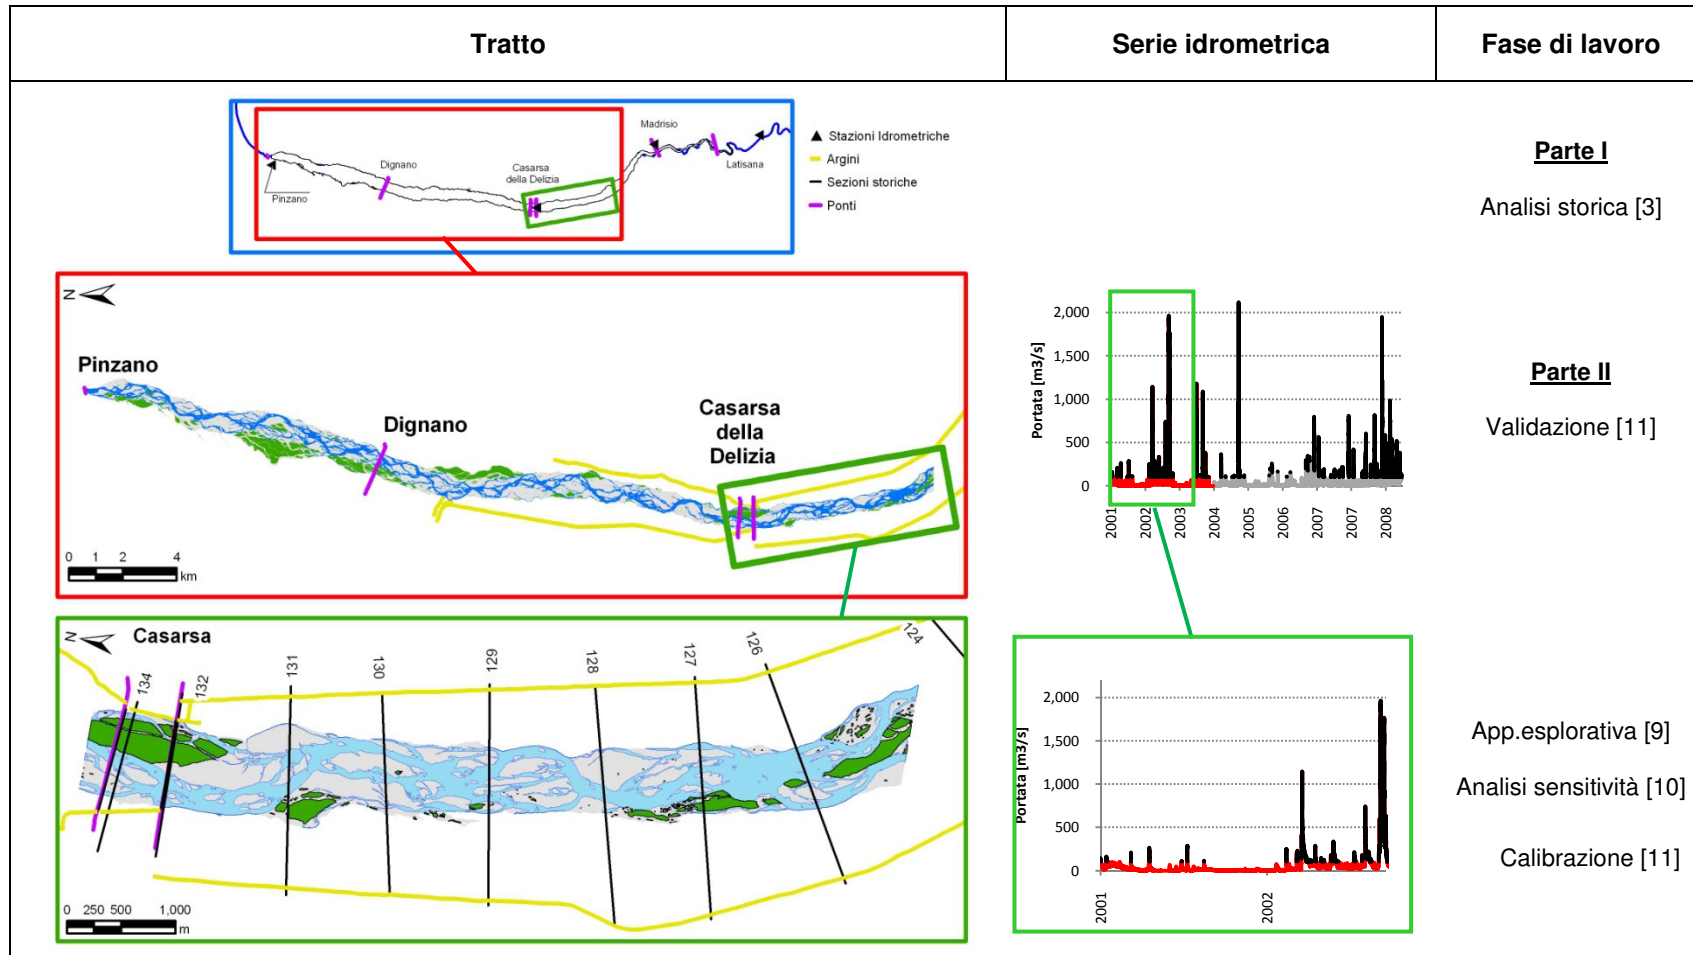 Tratto
Serie idrometrica
Fase di lavoro
Madrisio
Dignano
Casarsa
della Delizia
Latisana
Pinzano
Stazioni Idrometriche
Argini
Sezioni storiche
Ponti
Parte I
Analisi storica [3]
N
Pinzano
Dignano
Casarsa
della
Delizia
0 1 2 4
km
Portata [m3/s]
2,000
1,500
1,000
500
0
2001 2002 2003 2004 2005 2006 2007 2007 2008
Parte II
Validazione [11]
N
Casarsa
134 132 131 130 129 128 127 126 124
0 250 500 1,000
m
Portata [m3/s]
2,000
1,500
1,000
500
0
2001 2002
App.esplorativa [9]
Analisi sensitività [10]
Calibrazione [11]